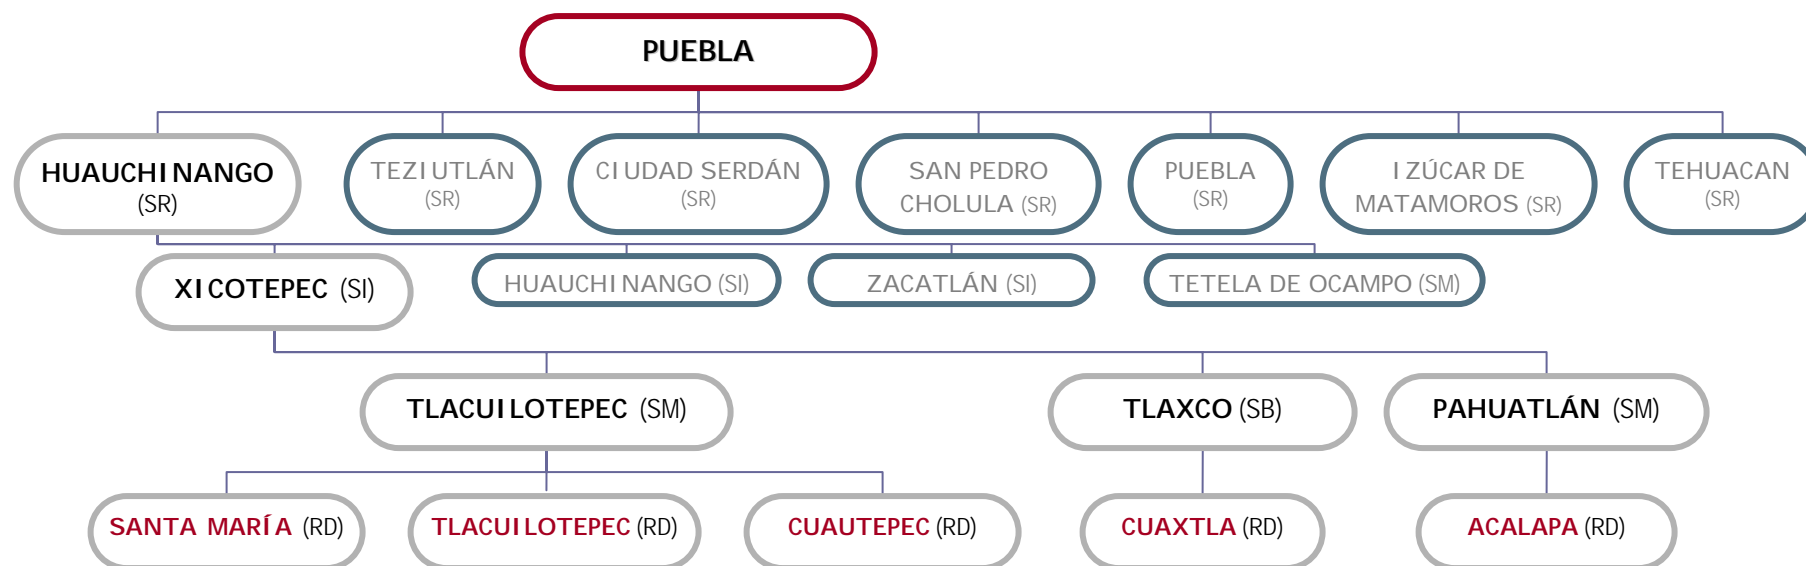 PUEBLA
HUAUCHINANGO
(SR)
TEZIUTLÁN
(SR)
CIUDAD SERDÁN
(SR)
SAN PEDRO
CHOLULA (SR)
PUEBLA
(SR)
IZÚCAR DE
MATAMOROS (SR)
TEHUACAN
(SR)
XICOTEPEC (SI)
HUAUCHINANGO (SI)
ZACATLÁN (SI)
TETELA DE OCAMPO (SM)
TLACUILOTEPEC (SM)
TLAXCO (SB)
PAHUATLÁN (SM)
SANTA MARÍA (RD)
TLACUILOTEPEC (RD)
CUAUTEPEC (RD)
CUAXTLA (RD)
ACALAPA (RD)